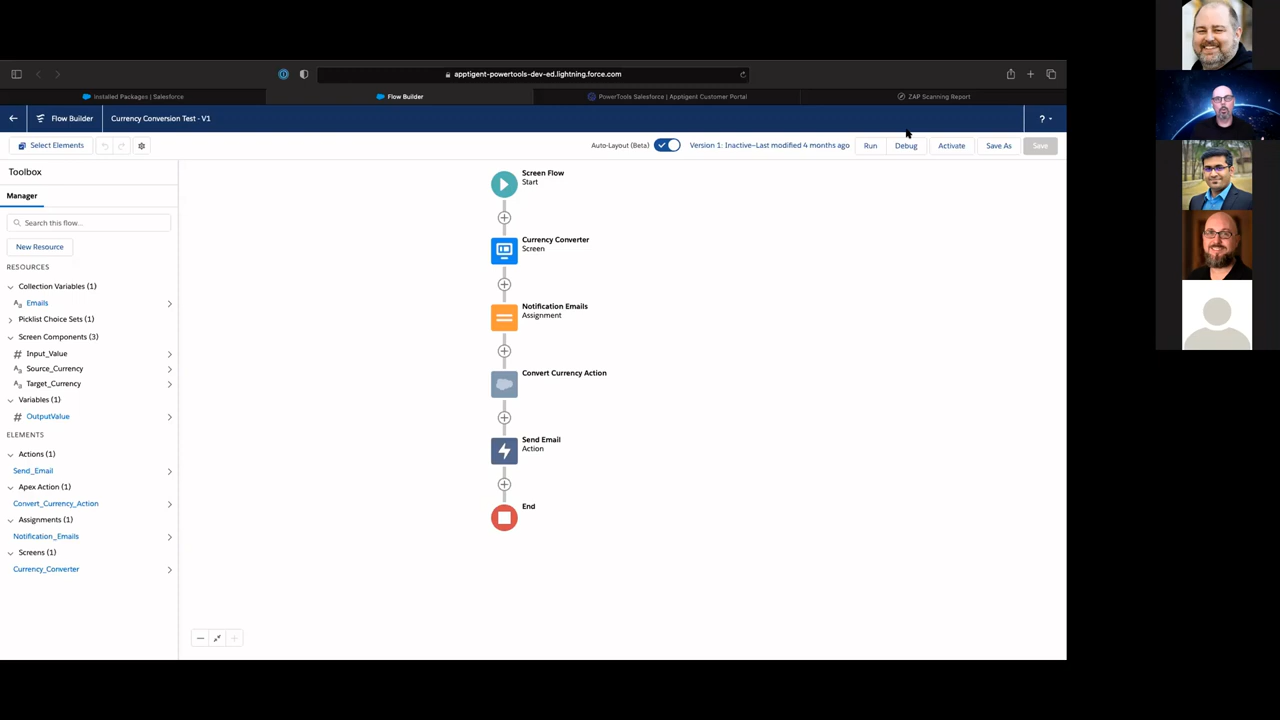 apptigent-powertools-dev-ed.lightning.force.com
Installed Packages | Salesforce
Flow Builder
PowerTools Salesforce | Apptigent Customer Portal
ZAP Scanning Report
Flow Builder
Currency Conversion Test - V1
?
Select Elements
Auto-Layout (Beta)
Version 1: Inactive—Last modified 4 months ago
Run
Debug
Activate
Save As
Save
Toolbox
Manager
Search this flow...
New Resource
RESOURCES
Collection Variables (1)
Emails
Picklist Choice Sets (1)
Screen Components (3)
Input_Value
Source_Currency
Target_Currency
Variables (1)
OutputValue
ELEMENTS
Actions (1)
Send_Email
Apex Action (1)
Convert_Currency_Action
Assignments (1)
Notification_Emails
Screens (1)
Currency_Converter
Screen Flow
Start
Currency Converter
Screen
Notification Emails
Assignment
Convert Currency Action
Send Email
Action
End